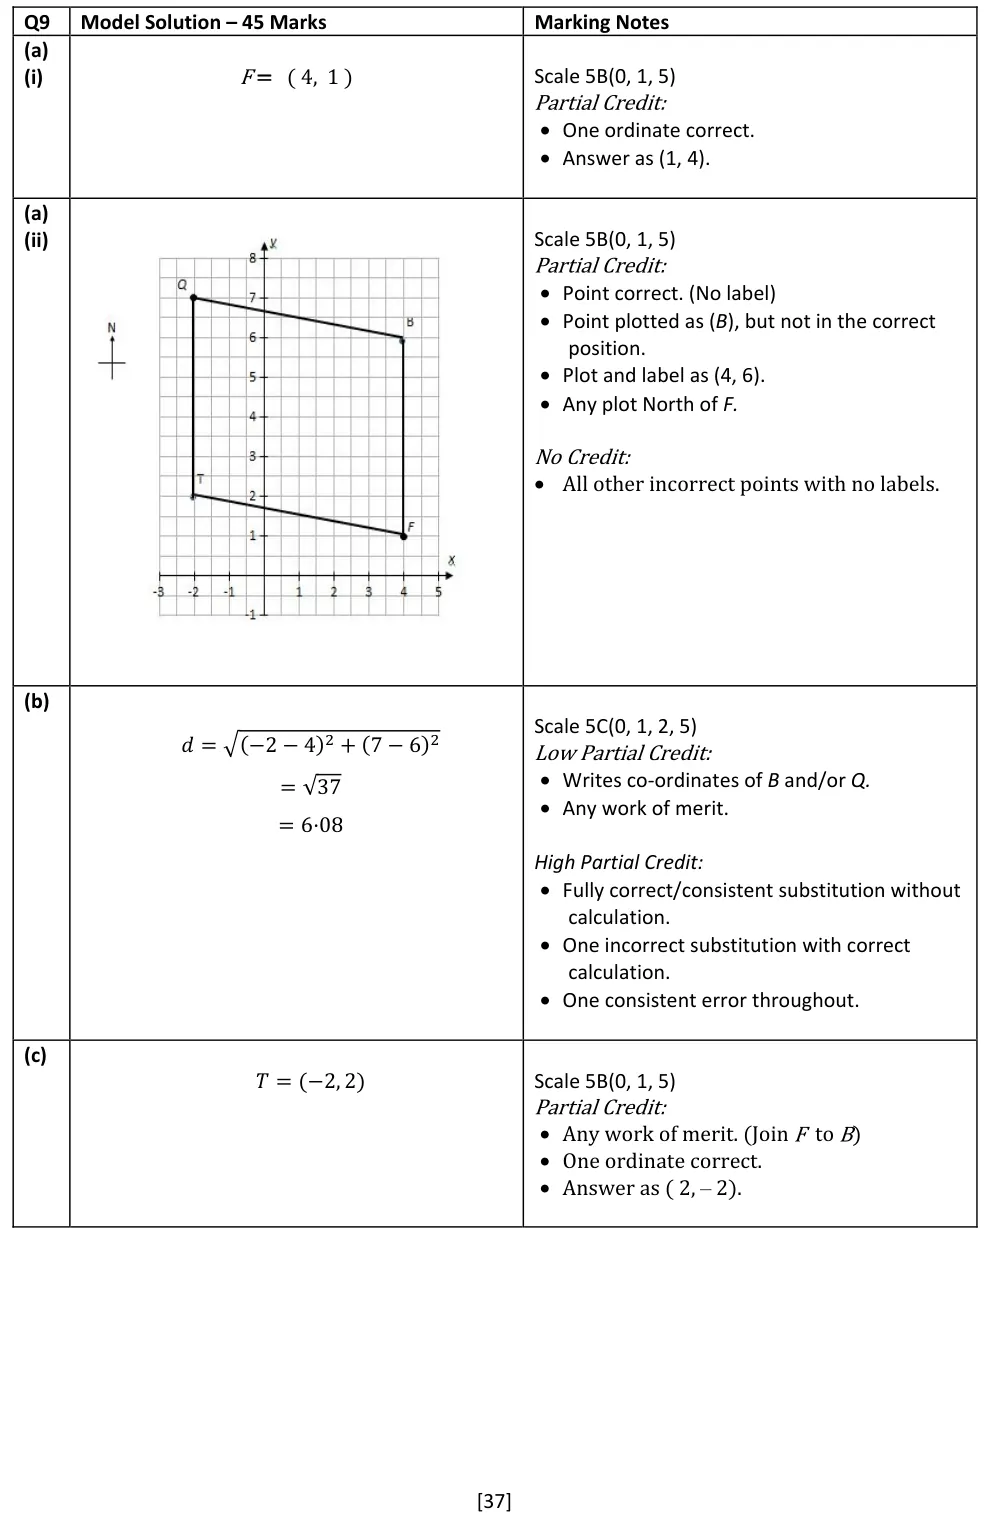 Q9 Model Solution – 45 Marks Marking Notes
(a)
(i)
F= ( 4, 1 )
Scale 5B(0, 1, 5)
Partial Credit:
• One ordinate correct.
• Answer as (1, 4).
(a)
(ii)
y
8
Q
7
B
N
6
5
4
3
T
2
F
1
x
-3 -2 -1 1 2 3 4 5
-1
Scale 5B(0, 1, 5)
Partial Credit:
• Point correct. (No label)
• Point plotted as (B), but not in the correct
position.
• Plot and label as (4, 6).
• Any plot North of F.
No Credit:
• All other incorrect points with no labels.
(b)
d = √(−2 − 4)² + (7 − 6)²
= √37
= 6·08
Scale 5C(0, 1, 2, 5)
Low Partial Credit:
• Writes co-ordinates of B and/or Q.
• Any work of merit.
High Partial Credit:
• Fully correct/consistent substitution without
calculation.
• One incorrect substitution with correct
calculation.
• One consistent error throughout.
(c)
T = (−2, 2)
Scale 5B(0, 1, 5)
Partial Credit:
• Any work of merit. (Join F to B)
• One ordinate correct.
• Answer as ( 2, – 2).
[37]